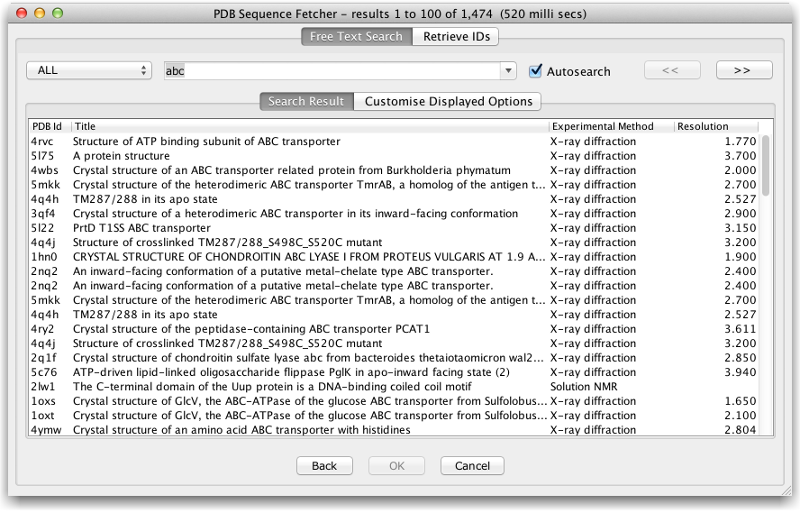 PDB Sequence Fetcher - results 1 to 100 of 1,474 (520 milli secs)
Free Text Search Retrieve IDs
ALL abc Autosearch << >>
Search Result Customise Displayed Options
PDB Id Title Experimental Method Resolution
4rvc Structure of ATP binding subunit of ABC transporter X-ray diffraction 1.770
5l75 A protein structure X-ray diffraction 3.700
4wbs Crystal structure of an ABC transporter related protein from Burkholderia phymatum X-ray diffraction 2.000
5mkk Crystal structure of the heterodimeric ABC transporter TmrAB, a homolog of the antigen t... X-ray diffraction 2.700
4q4h TM287/288 in its apo state X-ray diffraction 2.527
3qf4 Crystal structure of a heterodimeric ABC transporter in its inward-facing conformation X-ray diffraction 2.900
5l22 PrtD T1SS ABC transporter X-ray diffraction 3.150
4q4j Structure of crosslinked TM287/288_S498C_S520C mutant X-ray diffraction 3.200
1hn0 CRYSTAL STRUCTURE OF CHONDROITIN ABC LYASE I FROM PROTEUS VULGARIS AT 1.9 A... X-ray diffraction 1.900
2nq2 An inward-facing conformation of a putative metal-chelate type ABC transporter. X-ray diffraction 2.400
2nq2 An inward-facing conformation of a putative metal-chelate type ABC transporter. X-ray diffraction 2.400
5mkk Crystal structure of the heterodimeric ABC transporter TmrAB, a homolog of the antigen t... X-ray diffraction 2.700
4q4h TM287/288 in its apo state X-ray diffraction 2.527
4ry2 Crystal structure of the peptidase-containing ABC transporter PCAT1 X-ray diffraction 3.611
4q4j Structure of crosslinked TM287/288_S498C_S520C mutant X-ray diffraction 3.200
2q1f Crystal structure of chondroitin sulfate lyase abc from bacteroides thetaiotaomicron wal2... X-ray diffraction 2.850
5c76 ATP-driven lipid-linked oligosaccharide flippase PglK in apo-inward facing state (2) X-ray diffraction 3.940
2lw1 The C-terminal domain of the Uup protein is a DNA-binding coiled coil motif Solution NMR
1oxs Crystal structure of GlcV, the ABC-ATPase of the glucose ABC transporter from Sulfolobus... X-ray diffraction 1.650
1oxt Crystal structure of GlcV, the ABC-ATPase of the glucose ABC transporter from Sulfolobus... X-ray diffraction 2.100
4ymw Crystal structure of an amino acid ABC transporter with histidines X-ray diffraction 2.804
Back OK Cancel